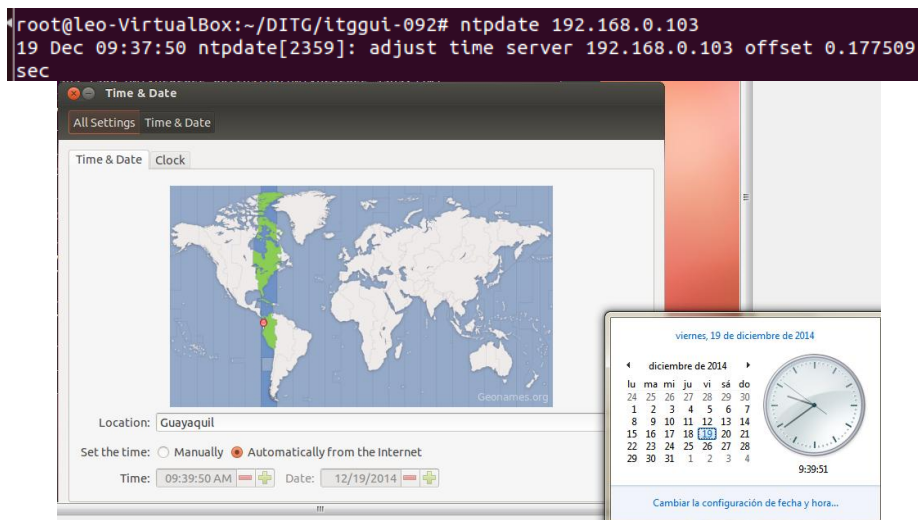 root@leo-VirtualBox:~/DITG/itggui-092# ntpdate 192.168.0.103
19 Dec 09:37:50 ntpdate[2359]: adjust time server 192.168.0.103 offset 0.177509
sec
Time & Date
All Settings Time & Date
Time & Date Clock
Geonames.org
Location: Guayaquil
Set the time: Manually Automatically from the Internet
Time: 09:39:50 AM Date: 12/19/2014
viernes, 19 de diciembre de 2014
diciembre de 2014
lu ma mi ju vi sá do
24 25 26 27 28 29 30
1 2 3 4 5 6 7
8 9 10 11 12 13 14
15 16 17 18 19 20 21
22 23 24 25 26 27 28
29 30 31 1 2 3 4
9:39:51
Cambiar la configuración de fecha y hora...